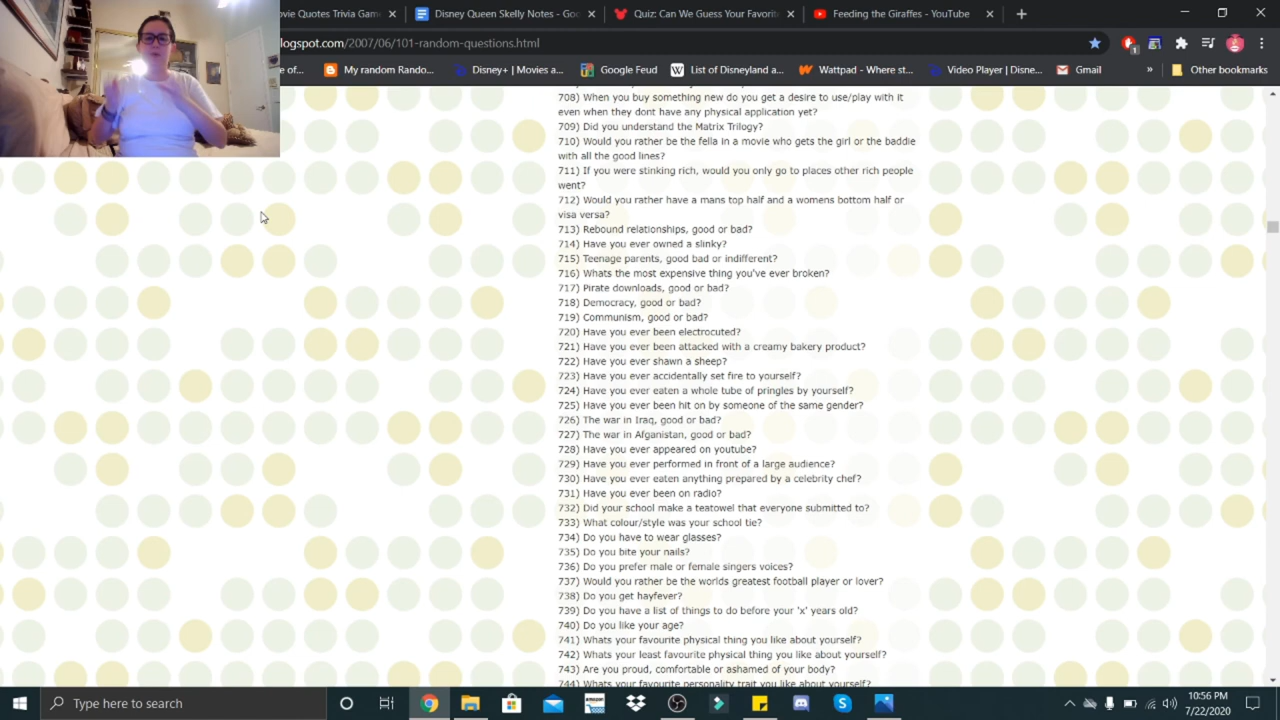 ovie Quotes Trivia Gam
Disney Queen Skelly Notes - Goo
Quiz: Can We Guess Your Favorit
Feeding the Giraffes - YouTube
logspot.com/2007/06/101-random-questions.html
e of...
My random Rando...
Disney+ | Movies a...
Google Feud
List of Disneyland a...
Wattpad - Where st...
Video Player | Disne...
Gmail
»
Other bookmarks
708) When you buy something new do you get a desire to use/play with it
even when they dont have any physical application yet?
709) Did you understand the Matrix Trilogy?
710) Would you rather be the fella in a movie who gets the girl or the baddie
with all the good lines?
711) If you were stinking rich, would you only go to places other rich people
went?
712) Would you rather have a mans top half and a womens bottom half or
visa versa?
713) Rebound relationships, good or bad?
714) Have you ever owned a slinky?
715) Teenage parents, good bad or indifferent?
716) Whats the most expensive thing you've ever broken?
717) Pirate downloads, good or bad?
718) Democracy, good or bad?
719) Communism, good or bad?
720) Have you ever been electrocuted?
721) Have you ever been attacked with a creamy bakery product?
722) Have you ever shawn a sheep?
723) Have you ever accidentally set fire to yourself?
724) Have you ever eaten a whole tube of pringles by yourself?
725) Have you ever been hit on by someone of the same gender?
726) The war in Iraq, good or bad?
727) The war in Afganistan, good or bad?
728) Have you ever appeared on youtube?
729) Have you ever performed in front of a large audience?
730) Have you ever eaten anything prepared by a celebrity chef?
731) Have you ever been on radio?
732) Did your school make a teatowel that everyone submitted to?
733) What colour/style was your school tie?
734) Do you have to wear glasses?
735) Do you bite your nails?
736) Do you prefer male or female singers voices?
737) Would you rather be the worlds greatest football player or lover?
738) Do you get hayfever?
739) Do you have a list of things to do before your 'x' years old?
740) Do you like your age?
741) Whats your favourite physical thing you like about yourself?
742) Whats your least favourite physical thing you like about yourself?
743) Are you proud, comfortable or ashamed of your body?
744) Whats your favourite personality trait you like about yourself?
Type here to search
10:56 PM
7/22/2020